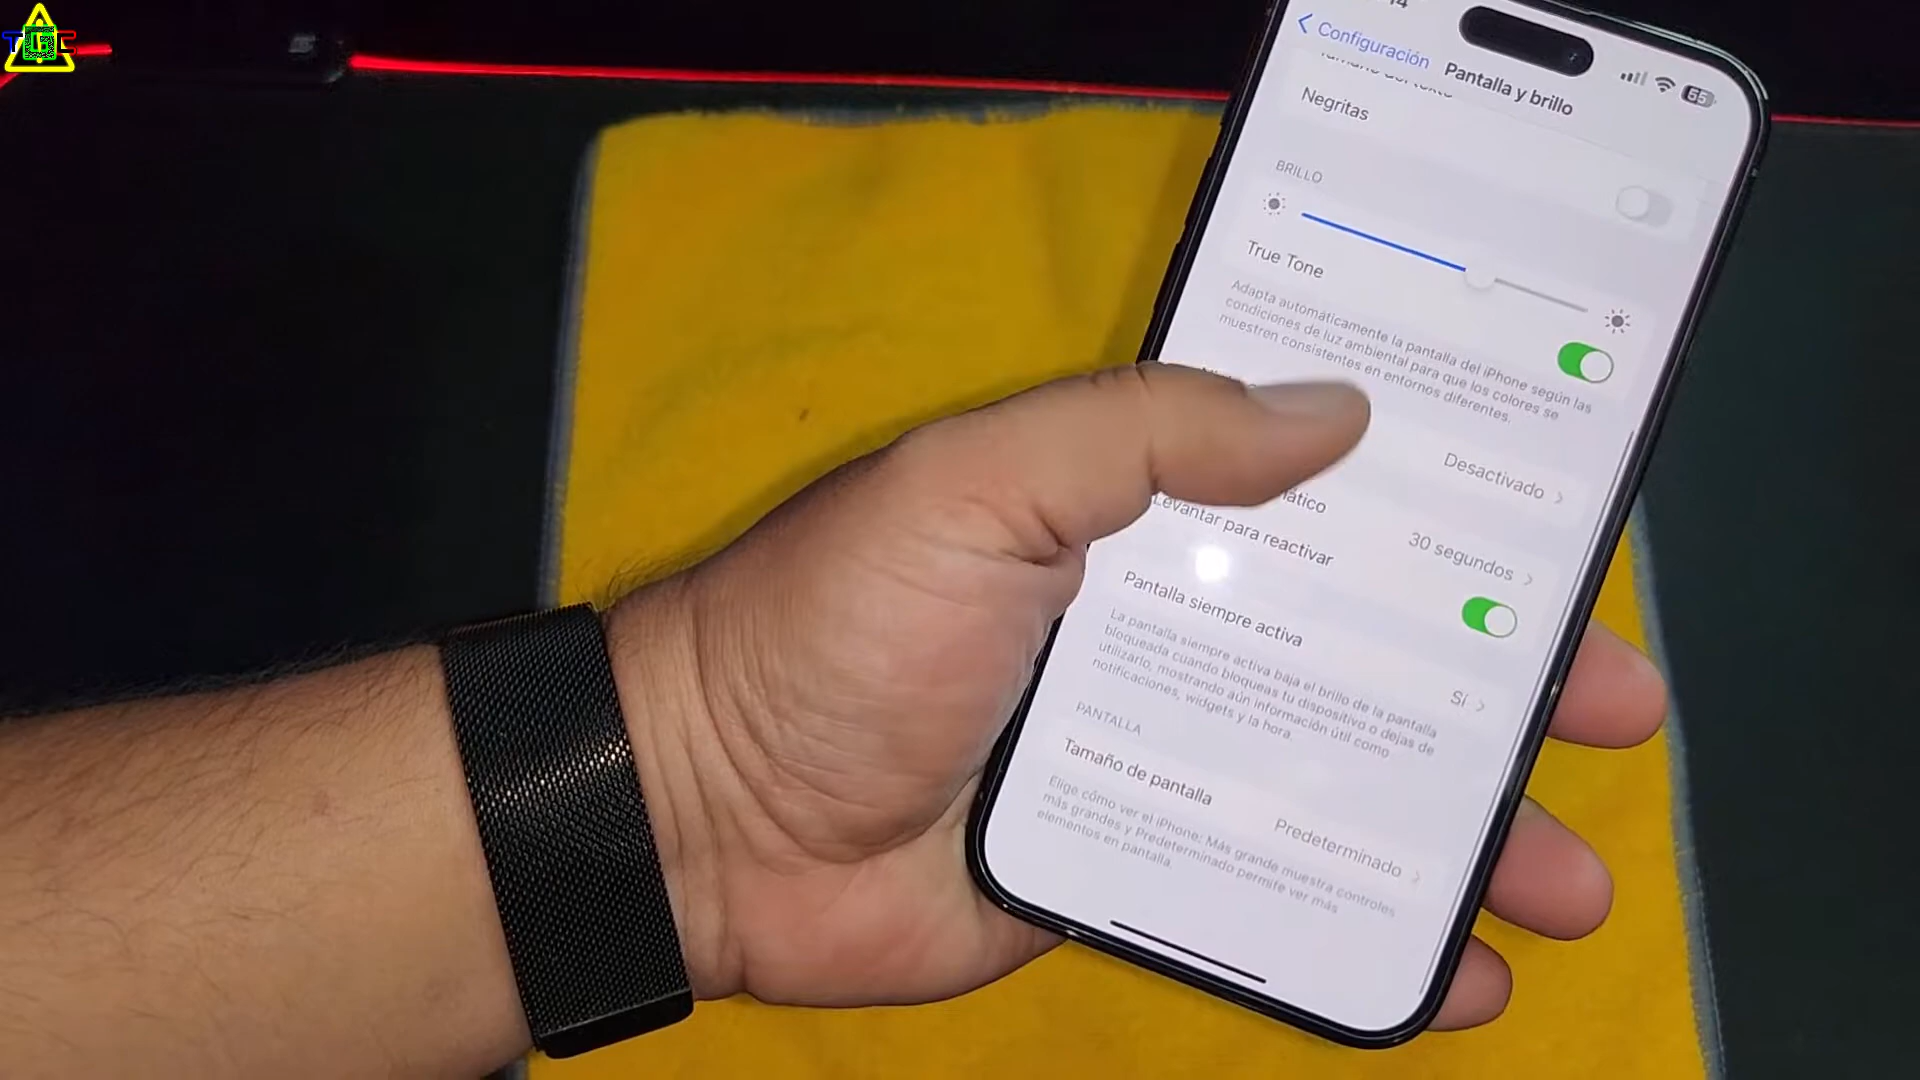 Configuración
Pantalla y brillo
55
Negritas
BRILLO
True Tone
Adapta automáticamente la pantalla del iPhone según las
condiciones de luz ambiental para que los colores se
muestren consistentes en entornos diferentes.
Desactivado
30 segundos
Levantar para reactivar
Pantalla siempre activa
Sí
La pantalla siempre activa baja el brillo de la pantalla
bloqueada cuando bloqueas tu dispositivo o dejas de
utilizarlo, mostrando aún información útil como
notificaciones, widgets y la hora.
PANTALLA
Tamaño de pantalla
Predeterminado
Elige cómo ver el iPhone: Más grande muestra controles
más grandes y Predeterminado permite ver más
elementos en pantalla.